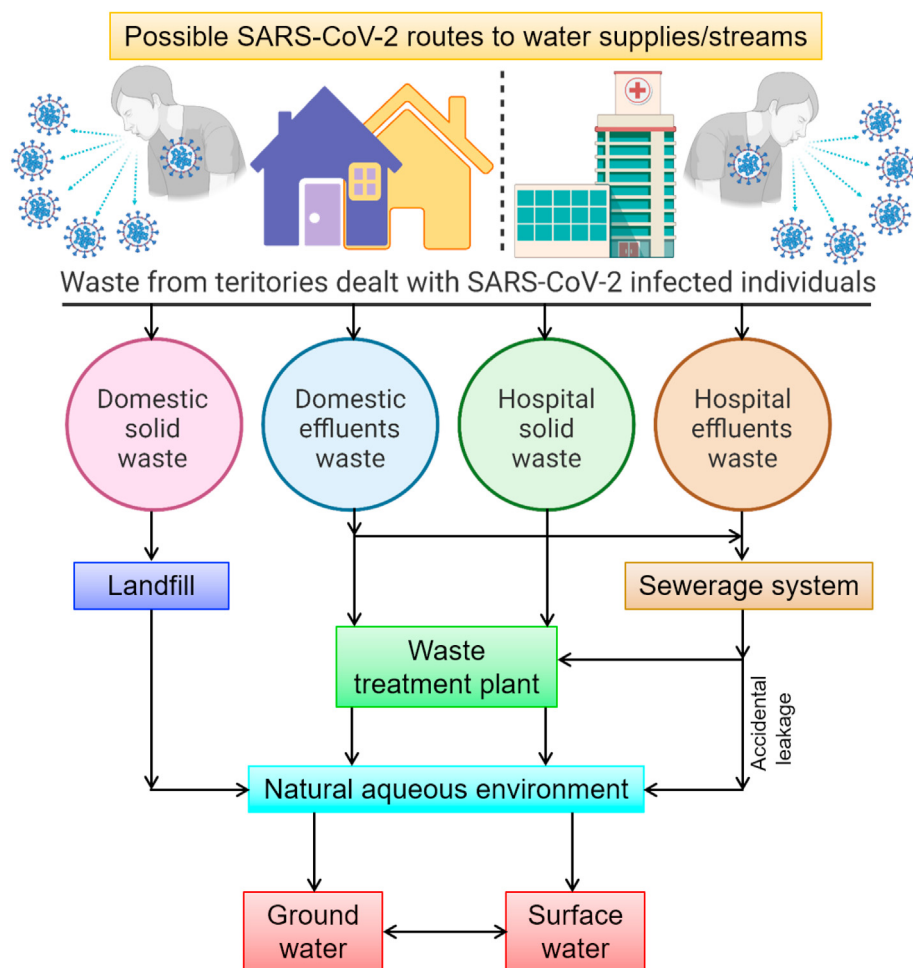 Possible SARS-CoV-2 routes to water supplies/streams
Waste from teritories dealt with SARS-CoV-2 infected individuals
Domestic
solid
waste
Domestic
effluents
waste
Hospital
solid
waste
Hospital
effluents
waste
Landfill
Sewerage system
Waste
treatment plant
Accidental
leakage
Natural aqueous environment
Ground
water
Surface
water